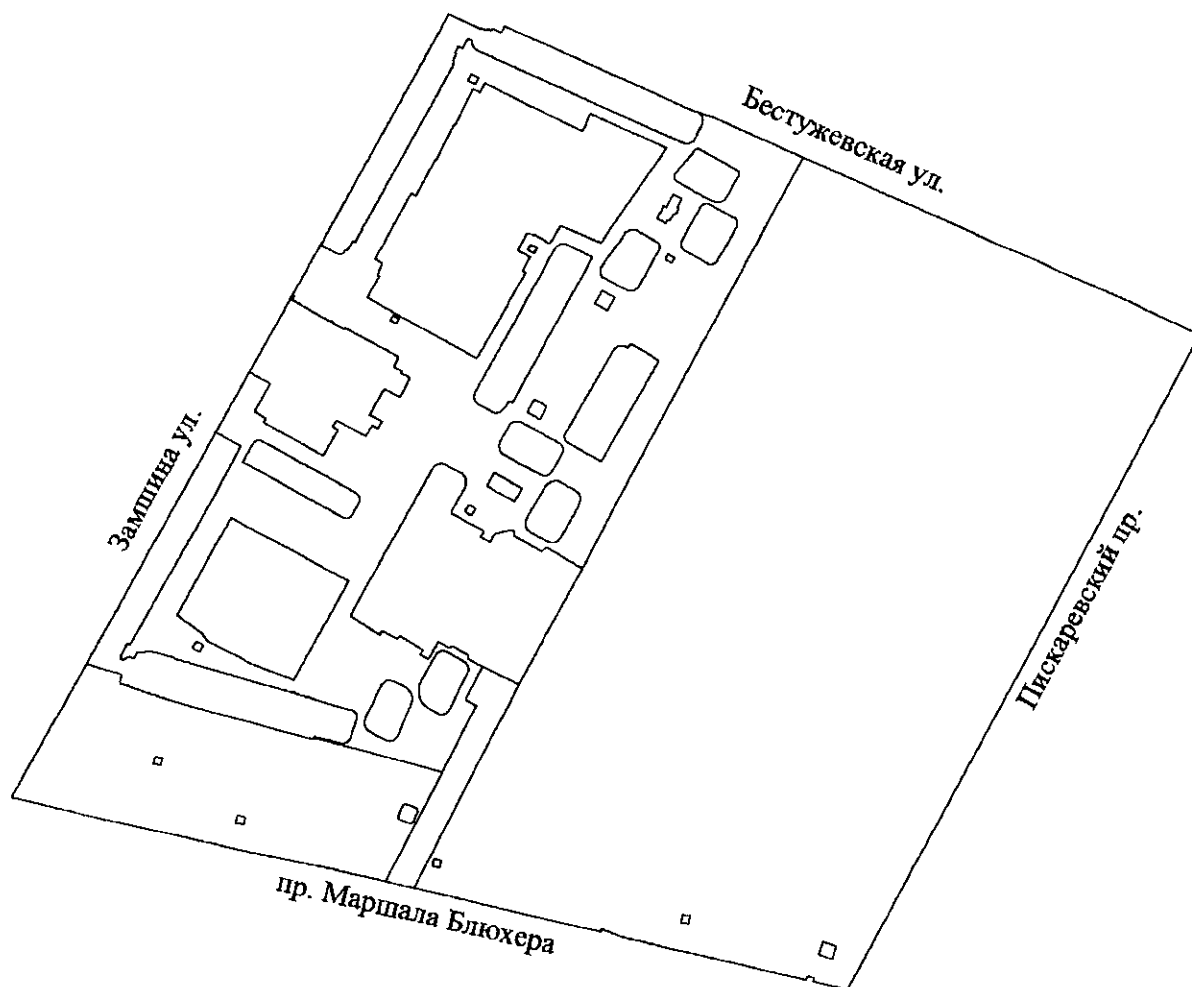 Бестужевская ул.
Замшина ул.
Пискаревский пр.
пр. Маршала Блюхера